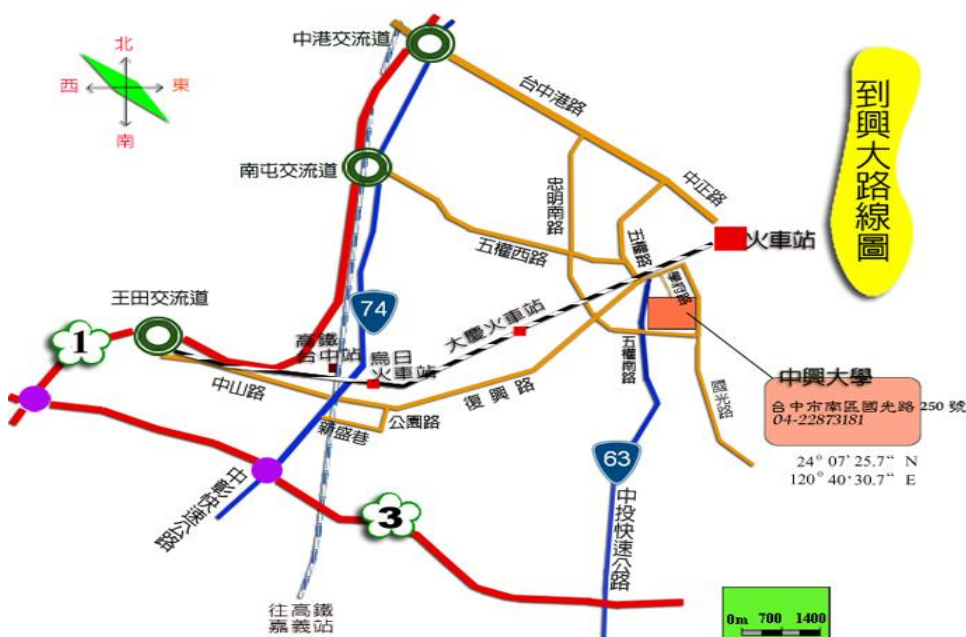 中港交流道
北
西 東
南
台中港路
到興大路線圖
南屯交流道
忠明南路
中正路
五權路
火車站
五權西路
學府路
王田交流道
74
1
高鐵
台中站
烏日
火車站
大慶火車站
五權南路
中山路
復興路
國光路
中興大學
台中市南區國光路 250 號
04-22873181
新盛巷
公園路
24° 07' 25.7“ N
120° 40' 30.7“ E
63
中彰快速公路
3
中投快速公路
往高鐵
嘉義站
0m 700 1400